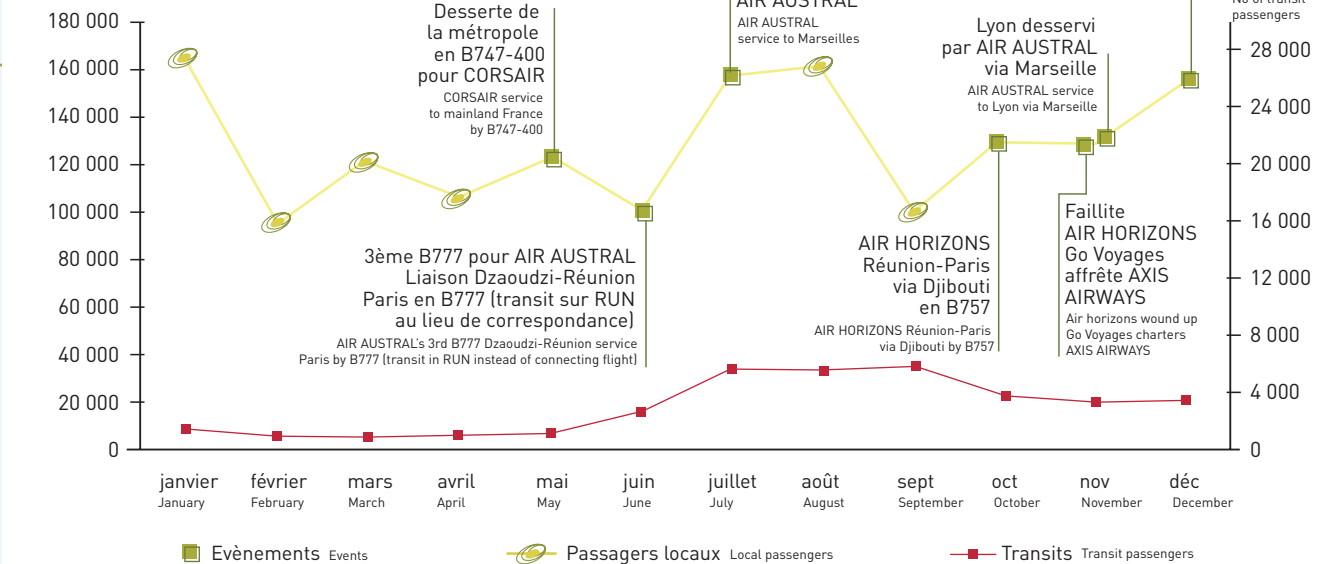 180 000
160 000
140 000
120 000
100 000
80 000
60 000
40 000
20 000
0
Desserte de
la métropole
en B747-400
pour CORSAIR
CORSAIR service
to mainland France
by B747-400
AIR AUSTRAL
AIR AUSTRAL
service to Marseilles
Lyon desservi
par AIR AUSTRAL
via Marseille
AIR AUSTRAL service
to Lyon via Marseille
No of transit
passengers
28 000
24 000
20 000
16 000
12 000
8 000
4 000
0
3ème B777 pour AIR AUSTRAL
Liaison Dzaoudzi-Réunion
Paris en B777 (transit sur RUN
au lieu de correspondance)
AIR AUSTRAL's 3rd B777 Dzaoudzi-Réunion service
Paris by B777 (transit in RUN instead of connecting flight)
AIR HORIZONS
Réunion-Paris
via Djibouti
en B757
AIR HORIZONS Réunion-Paris
via Djibouti by B757
Faillite
AIR HORIZONS
Go Voyages
affrête AXIS
AIRWAYS
Air horizons wound up
Go Voyages charters
AXIS AIRWAYS
janvier février mars avril mai juin juillet août sept oct nov déc
January February March April May June July August September October November December
Evènements Events Passagers locaux Local passengers Transits Transit passengers